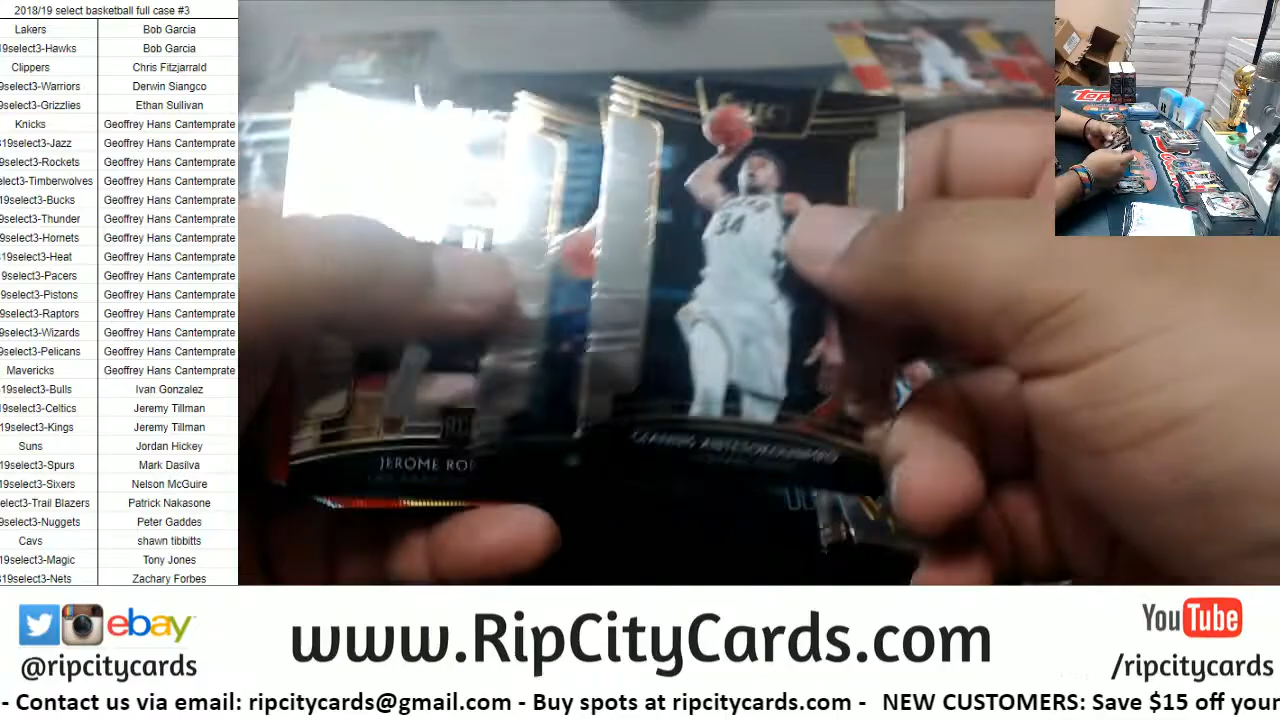 2018/19 select basketball full case #3
Lakers Bob Garcia
19select3-Hawks Bob Garcia
Clippers Chris Fitzjarrald
9select3-Warriors Derwin Siangco
9select3-Grizzlies Ethan Sullivan
Knicks Geoffrey Hans Cantemprate
19select3-Jazz Geoffrey Hans Cantemprate
9select3-Rockets Geoffrey Hans Cantemprate
elect3-Timberwolves Geoffrey Hans Cantemprate
19select3-Bucks Geoffrey Hans Cantemprate
9select3-Thunder Geoffrey Hans Cantemprate
9select3-Hornets Geoffrey Hans Cantemprate
19select3-Heat Geoffrey Hans Cantemprate
19select3-Pacers Geoffrey Hans Cantemprate
9select3-Pistons Geoffrey Hans Cantemprate
9select3-Raptors Geoffrey Hans Cantemprate
9select3-Wizards Geoffrey Hans Cantemprate
9select3-Pelicans Geoffrey Hans Cantemprate
Mavericks Geoffrey Hans Cantemprate
19select3-Bulls Ivan Gonzalez
19select3-Celtics Jeremy Tillman
19select3-Kings Jeremy Tillman
Suns Jordan Hickey
19select3-Spurs Mark Dasilva
19select3-Sixers Nelson McGuire
elect3-Trail Blazers Patrick Nakasone
9select3-Nuggets Peter Gaddes
Cavs shawn tibbitts
19select3-Magic Tony Jones
19select3-Nets Zachary Forbes
34
JEROME RO
ebay
@ripcitycards
www.RipCityCards.com
YouTube
/ripcitycards
- Contact us via email: ripcitycards@gmail.com - Buy spots at ripcitycards.com - NEW CUSTOMERS: Save $15 off your